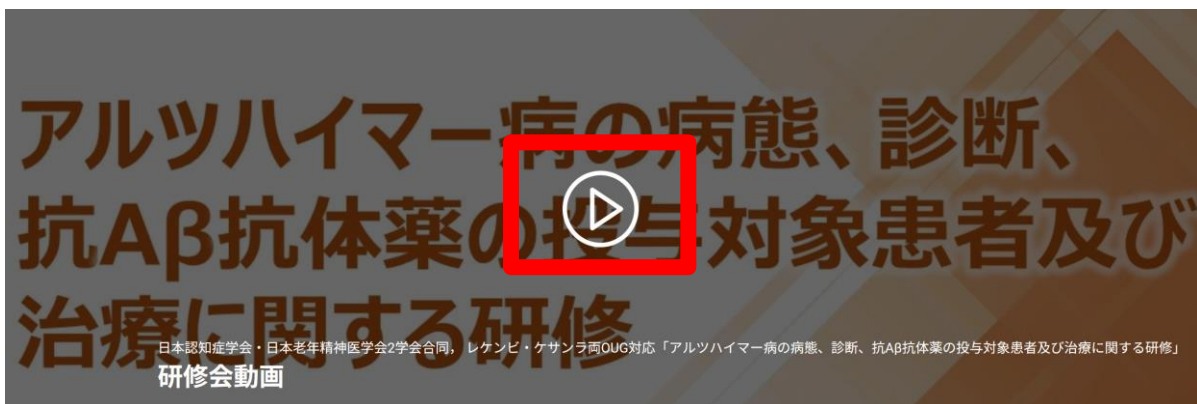 アルツハイマー病の病態、診断、
抗Aβ抗体薬の投与対象患者及び
治療に関する研修
日本認知症学会・日本老年精神医学会2学会合同，レケンビ・ケサンラ両OUG対応「アルツハイマー病の病態、診断、抗Aβ抗体薬の投与対象患者及び治療に関する研修」
研修会動画